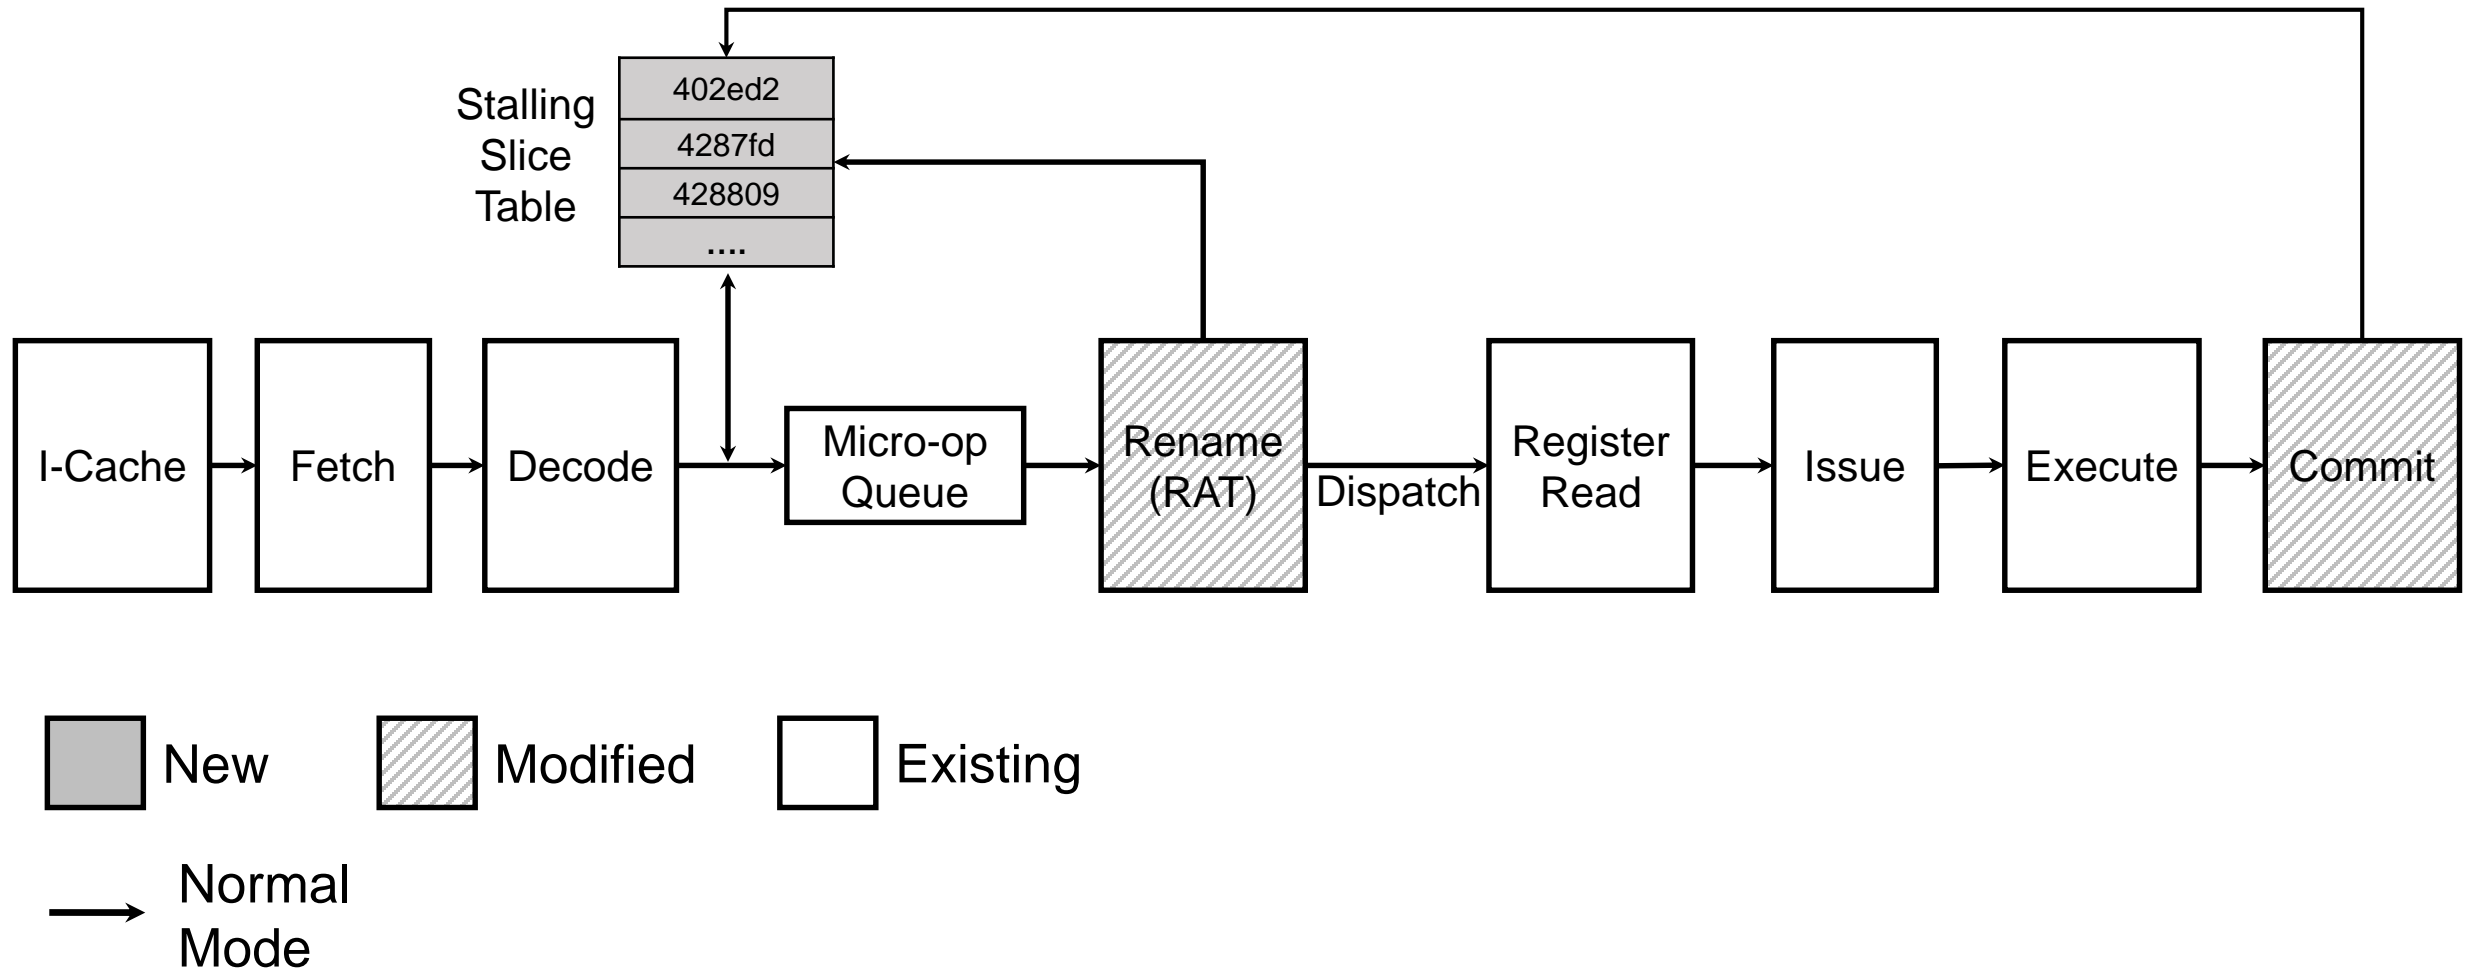 402ed2
Stalling
Slice
Table
4287fd
428809
....
I-Cache
Fetch
Decode
Micro-op
Queue
Rename
(RAT)
Dispatch
Register
Read
Issue
Execute
Commit
New
Modified
Existing
Normal
Mode